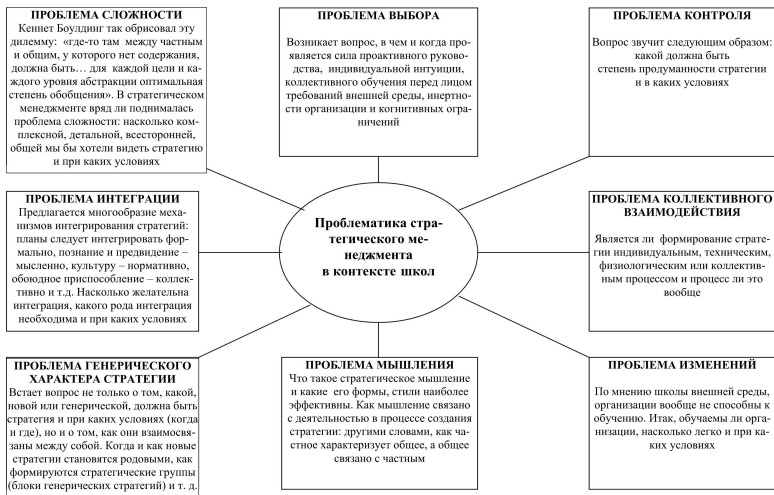 ПРОБЛЕМА СЛОЖНОСТИ
Кеннет Боулдинг так обрисовал эту
дилемму: «где-то там между частным
и общим, у которого нет содержания,
должна быть… для каждой цели и ка-
ждого уровня абстракции оптимальная
степень обобщения». В стратегическом
менеджменте вряд ли поднималась
проблема сложности: насколько ком-
плексной, детальной, всесторонней,
общей мы бы хотели видеть стратегию
и при каких условиях
ПРОБЛЕМА ВЫБОРА
Возникает вопрос, в чем и когда про-
является сила проактивного руково-
дства, индивидуальной интуиции,
коллективного обучения перед лицом
требований внешней среды, инертно-
сти организации и когнитивных огра-
ничений
ПРОБЛЕМА КОНТРОЛЯ
Вопрос звучит следующим образом:
какой должна быть
степень продуманности стратегии
и в каких условиях
ПРОБЛЕМА ИНТЕГРАЦИИ
Предлагается многообразие меха-
низмов интегрирования стратегий:
планы следует интегрировать фор-
мально, познание и предвидение –
мысленно, культуру – нормативно,
обоюдное приспособление – коллек-
тивно и т.д. Насколько желательна
интеграция, какого рода интеграция
необходима и при каких условиях
Проблематика стра-
тегического ме-
неджмента
в контексте школ
ПРОБЛЕМА КОЛЛЕКТИВНОГО
ВЗАИМОДЕЙСТВИЯ
Является ли формирование страте-
гии индивидуальным, техническим,
физиологическим или коллектив-
ным процессом и процесс ли это
вообще
ПРОБЛЕМА ГЕНЕРИЧЕСКОГО
ХАРАКТЕРА СТРАТЕГИИ
Встает вопрос не только о том, какой,
новой или генерической, должна быть
стратегия и при каких условиях (когда
и где), но и о том, как они взаимосвя-
заны между собой. Когда и как новые
стратегии становятся родовыми, как
формируются стратегические группы
(блоки генерических стратегий) и т. д.
ПРОБЛЕМА МЫШЛЕНИЯ
Что такое стратегическое мышление
и какие его формы, стили наиболее
эффективны. Как мышление связано
с деятельностью в процессе создания
стратегии: другими словами, как ча-
стное характеризует общее, а общее
связано с частным
ПРОБЛЕМА ИЗМЕНЕНИЙ
По мнению школы внешней среды,
организации вообще не способны к
обучению. Итак, обучаемы ли орга-
низации, насколько легко и при ка-
ких условиях